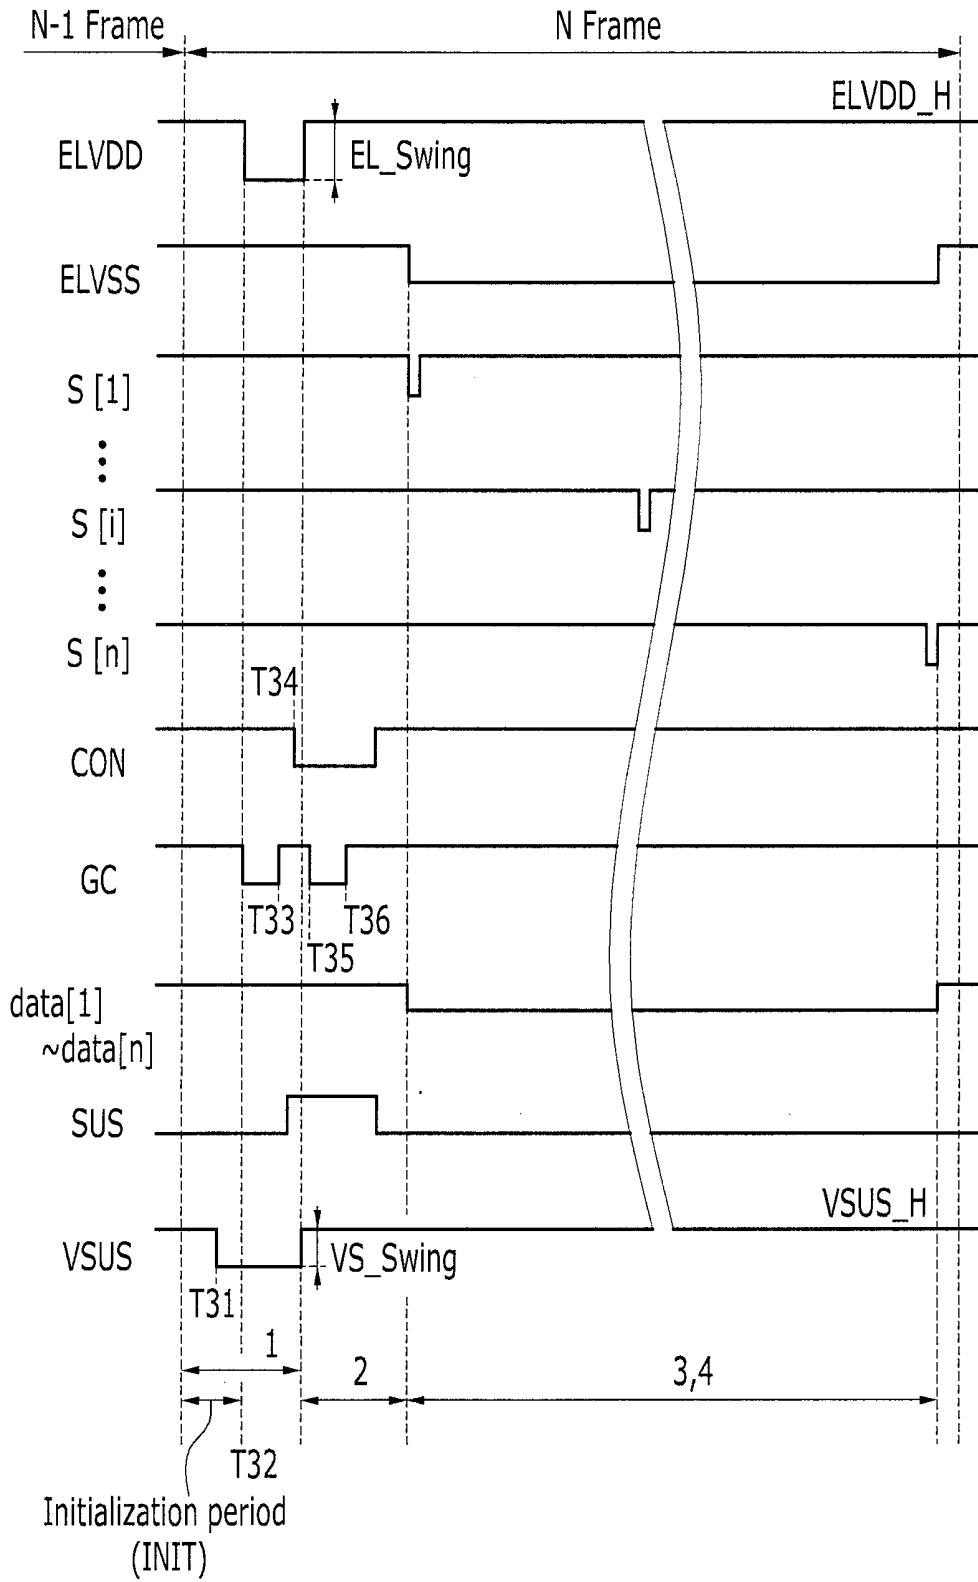 N-1 Frame
N Frame
ELVDD_H
ELVDD
EL_Swing
ELVSS
S [1]
S [i]
S [n]
T34
CON
GC
T33
T36
T35
data[1]
~data[n]
SUS
VSUS_H
VSUS
VS_Swing
T31
1
2
3,4
T32
Initialization period
(INIT)